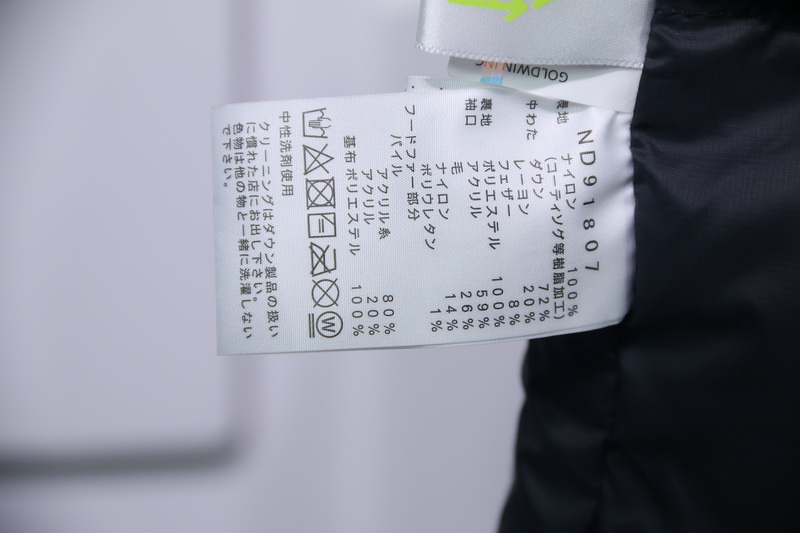 GOLDWIN INC
ND91807
表地 ナイロン 100%
(コーティング等樹脂加工)
中わた ダウン 72%
レーヨン 20%
フェザー 8%
裏地 ポリエステル 100%
袖口 アクリル 59%
毛 26%
ナイロン 14%
ポリウレタン 1%
フードファー部分
パイル アクリル系 80%
アクリル 20%
基布 ポリエステル 100%
W
中性洗剤使用
クリーニングはダウン製品の扱い
に慣れた店にお出し下さい。
色物は他の物と一緒に洗濯しない
で下さい。